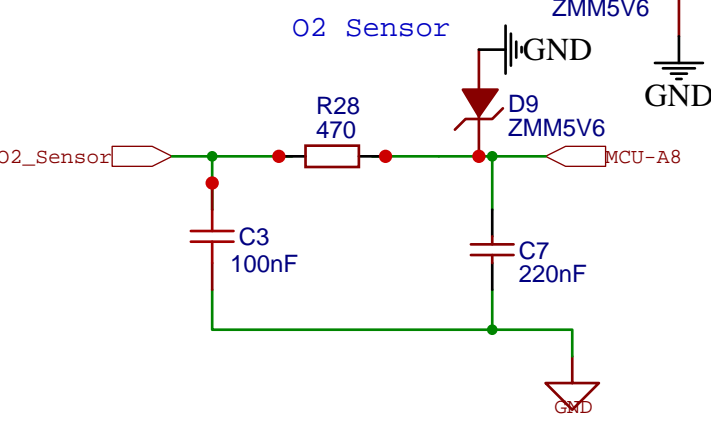 ZMM5V6
O2 Sensor
GND
GND
R28
470
D9
ZMM5V6
O2_Sensor
MCU-A8
C3
100nF
C7
220nF
GND